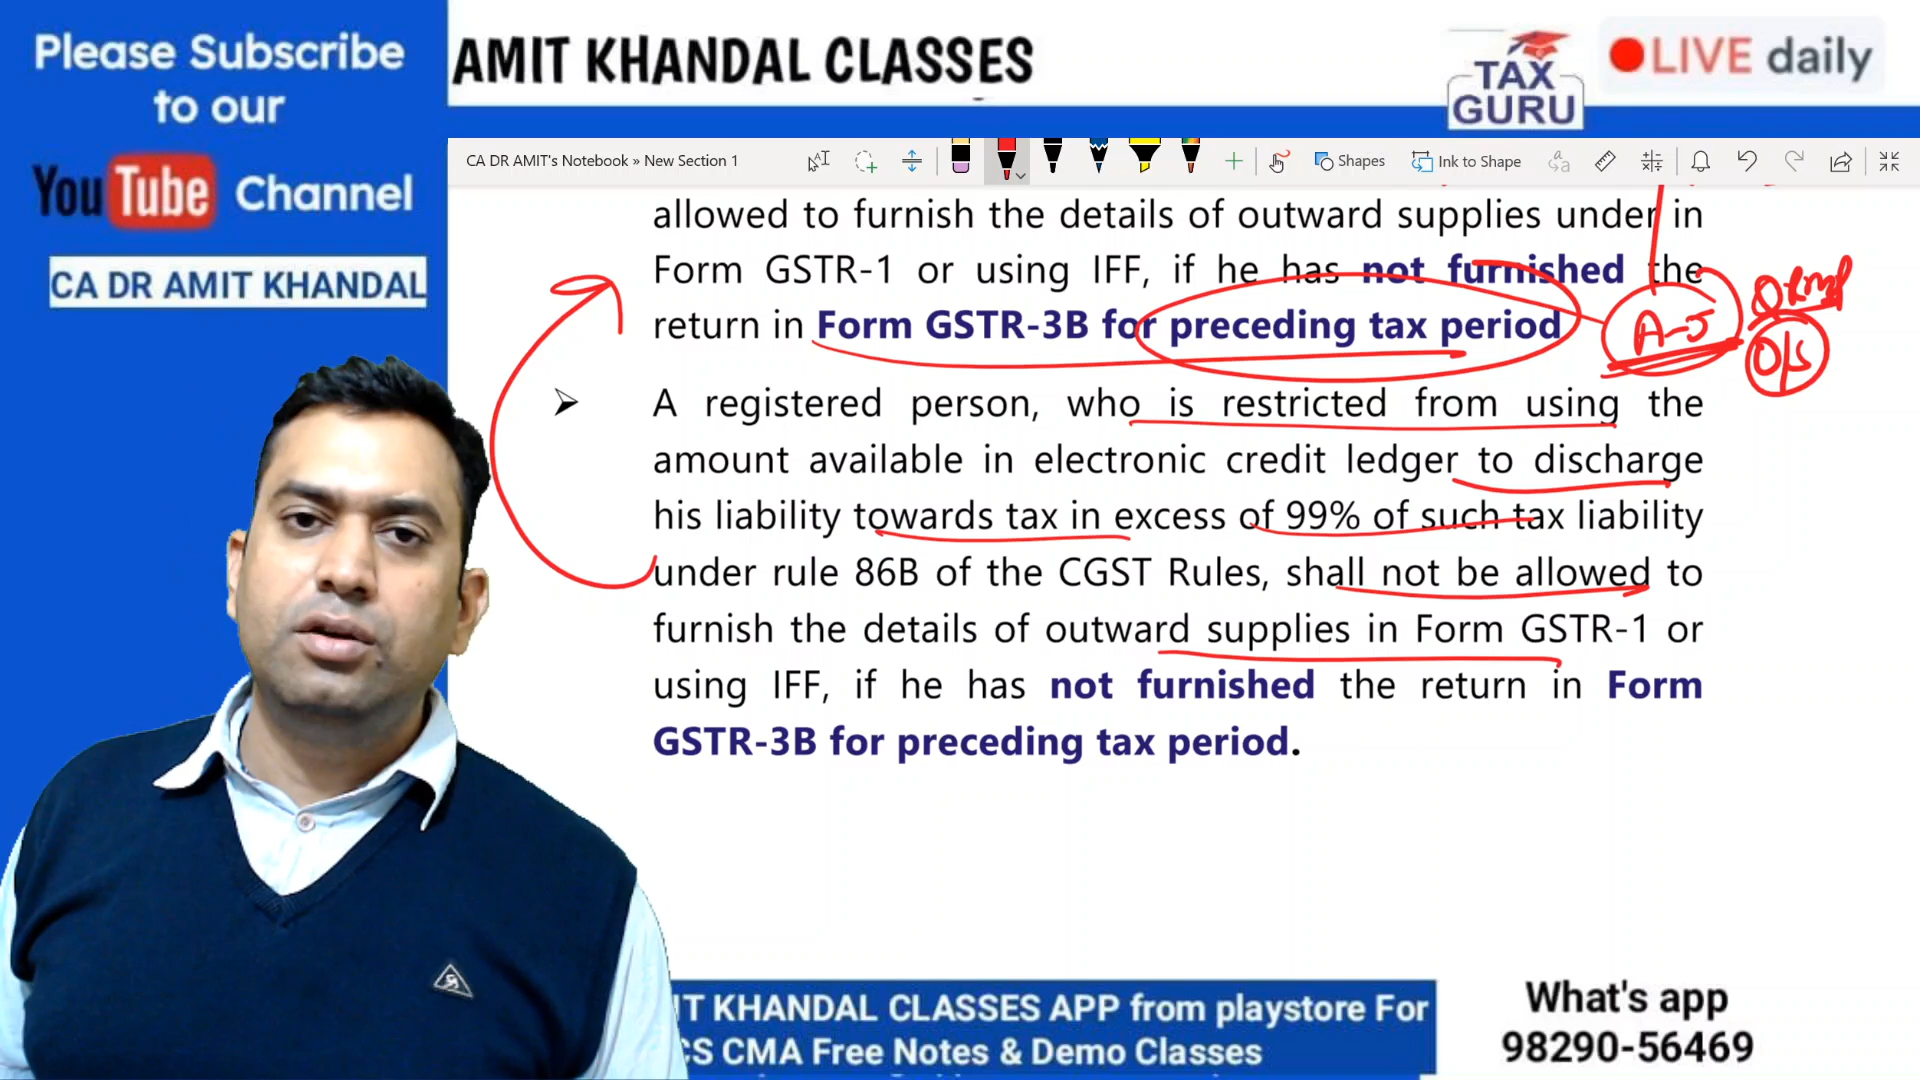 Please Subscribe
to our
YouTube Channel
CA DR AMIT KHANDAL
AMIT KHANDAL CLASSES
TAX
GURU
LIVE daily
CA DR AMIT's Notebook » New Section 1
Shapes
Ink to Shape
allowed to furnish the details of outward supplies under in
Form GSTR-1 or using IFF, if he has not furnished the
return in Form GSTR-3B for preceding tax period
A-J
QRMP
O/S
➢ A registered person, who is restricted from using the
amount available in electronic credit ledger to discharge
his liability towards tax in excess of 99% of such tax liability
under rule 86B of the CGST Rules, shall not be allowed to
furnish the details of outward supplies in Form GSTR-1 or
using IFF, if he has not furnished the return in Form
GSTR-3B for preceding tax period.
IT KHANDAL CLASSES APP from playstore For
CS CMA Free Notes & Demo Classes
What's app
98290-56469